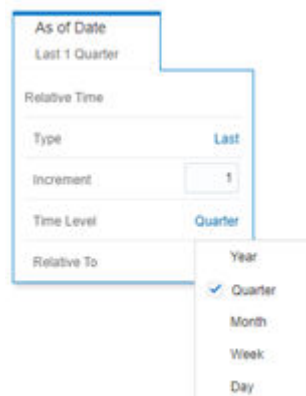 As of Date
Last 1 Quarter
Relative Time
Type Last
Increment 1
Time Level Quarter
Relative To
Year
Quarter
Month
Week
Day